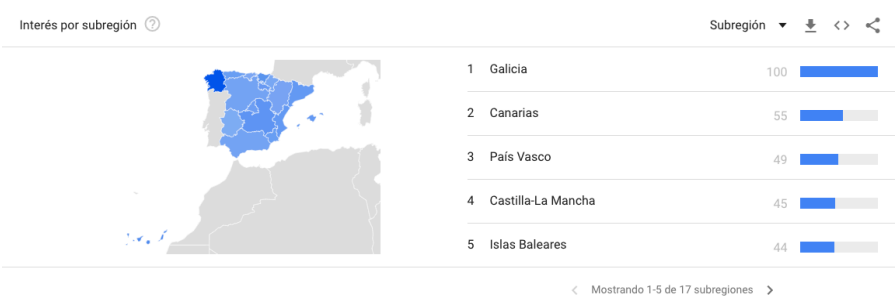 Interés por subregión
Subregión
1 Galicia 100
2 Canarias 55
3 País Vasco 49
4 Castilla-La Mancha 45
5 Islas Baleares 44
Mostrando 1-5 de 17 subregiones